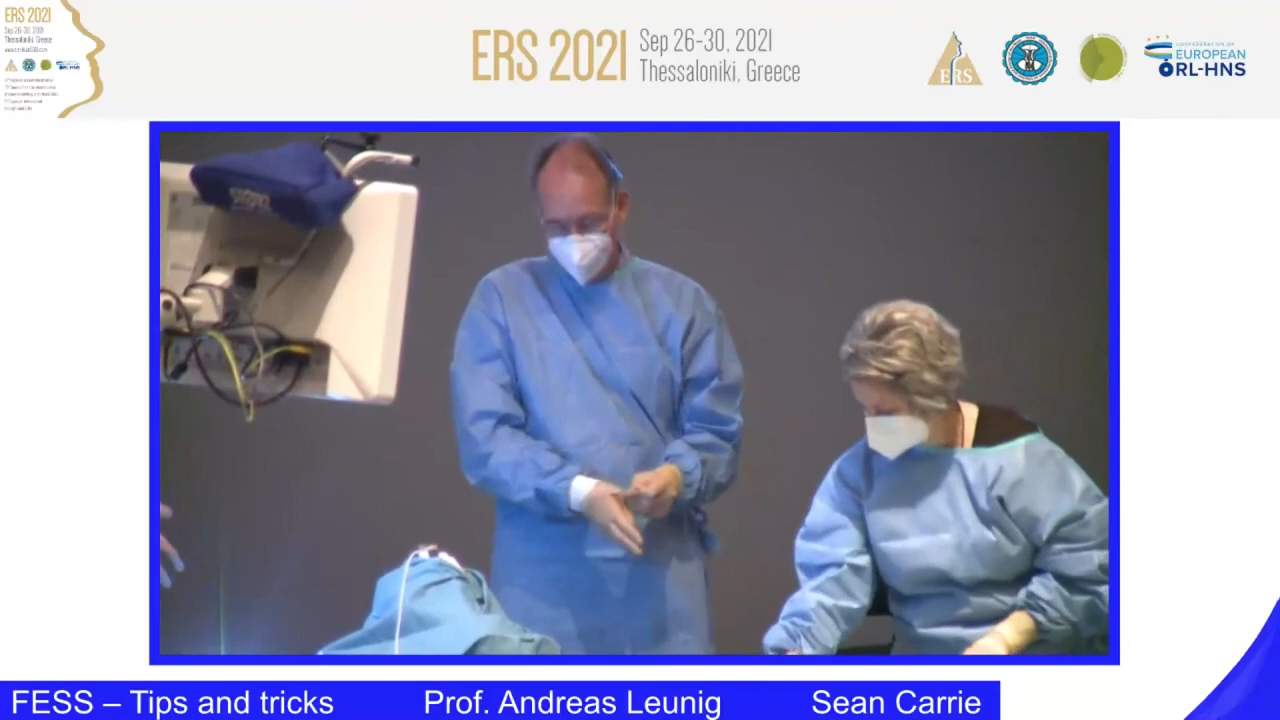 ERS 2021
Sep 26-30, 2021
Thessaloniki, Greece
ERS 2021
Sep 26-30, 2021
Thessaloniki, Greece
ERS
CONFEDERATION OF
EUROPEAN
ORL-HNS
FESS – Tips and tricks
Prof. Andreas Leunig
Sean Carrie